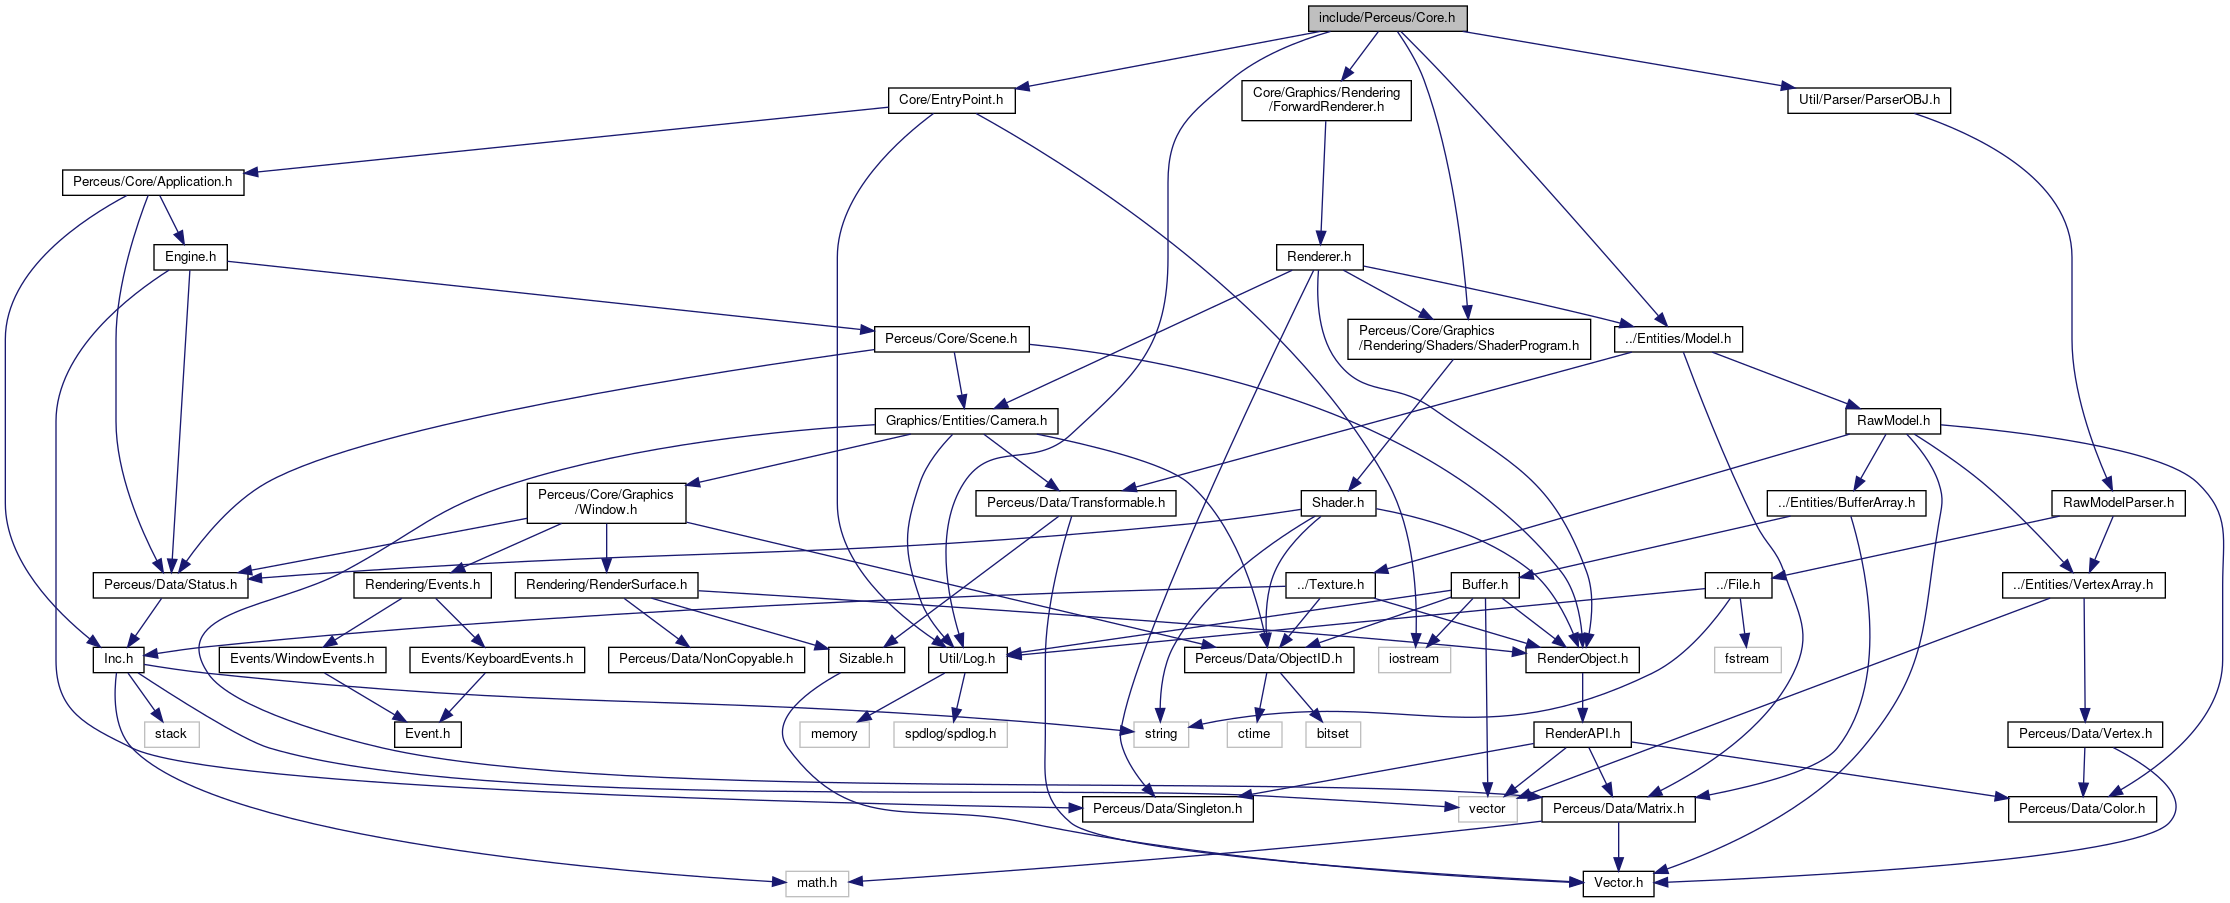 include/Perceus/Core.h
Core/EntryPoint.h
Core/Graphics/Rendering
/ForwardRenderer.h
Util/Parser/ParserOBJ.h
Perceus/Core/Application.h
Engine.h
Renderer.h
Perceus/Core/Scene.h
Perceus/Core/Graphics
/Rendering/Shaders/ShaderProgram.h
../Entities/Model.h
Graphics/Entities/Camera.h
RawModel.h
Perceus/Core/Graphics
/Window.h
Perceus/Data/Transformable.h
Shader.h
../Entities/BufferArray.h
RawModelParser.h
Perceus/Data/Status.h
Rendering/Events.h
Rendering/RenderSurface.h
../Texture.h
Buffer.h
../File.h
../Entities/VertexArray.h
Inc.h
Events/WindowEvents.h
Events/KeyboardEvents.h
Perceus/Data/NonCopyable.h
Sizable.h
Util/Log.h
Perceus/Data/ObjectID.h
iostream
RenderObject.h
fstream
stack
Event.h
memory
spdlog/spdlog.h
string
ctime
bitset
RenderAPI.h
Perceus/Data/Vertex.h
Perceus/Data/Singleton.h
vector
Perceus/Data/Matrix.h
Perceus/Data/Color.h
math.h
Vector.h